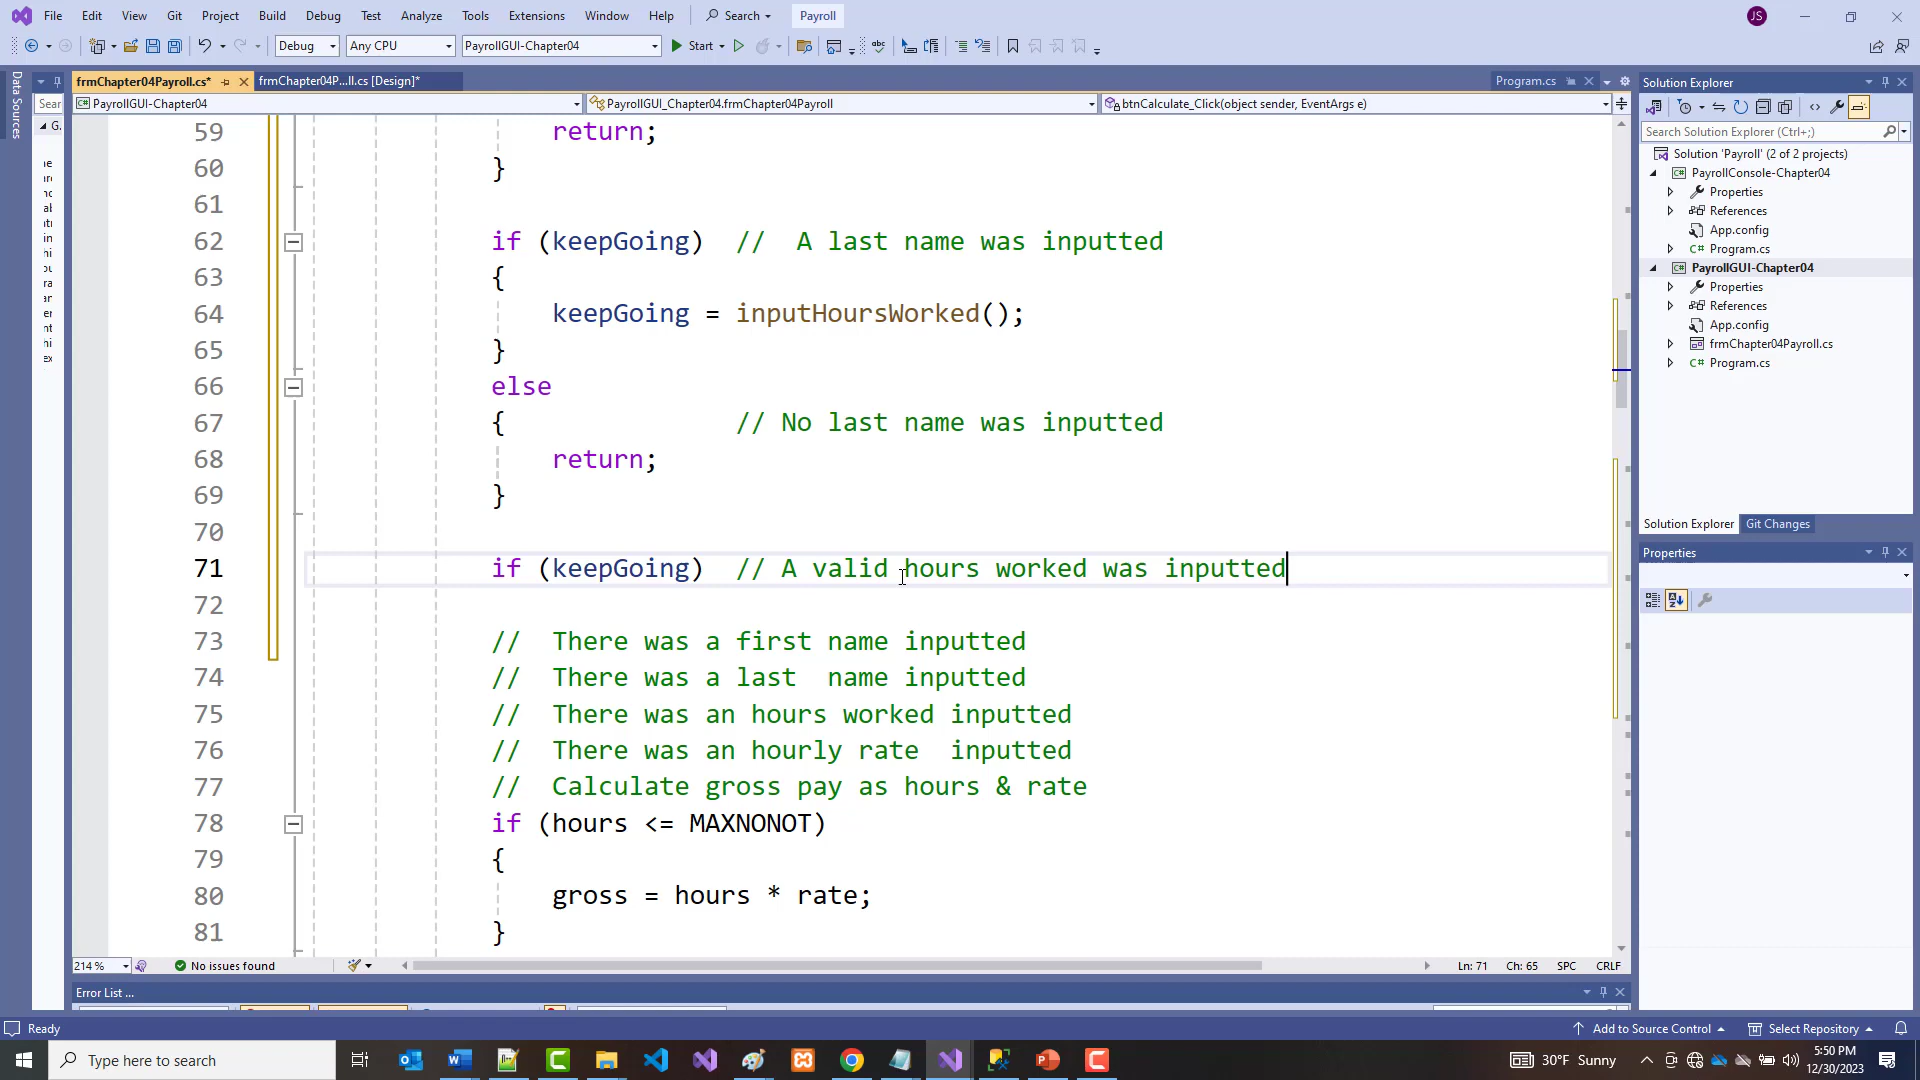 File Edit View Git Project Build Debug Test Analyze Tools Extensions Window Help Search Payroll JS
Debug Any CPU PayrollGUI-Chapter04 Start
Data Sources
frmChapter04Payroll.cs* frmChapter04P...ll.cs [Design]* Program.cs
Sear
G.
PayrollGUI-Chapter04 PayrollGUI_Chapter04.frmChapter04Payroll btnCalculate_Click(object sender, EventArgs e)
59 return;
60 }
61
62 if (keepGoing) //  A last name was inputted
63 {
64 keepGoing = inputHoursWorked();
65 }
66 else
67 { // No last name was inputted
68 return;
69 }
70
71 if (keepGoing) // A valid hours worked was inputted
72
73 //  There was a first name inputted
74 //  There was a last  name inputted
75 //  There was an hours worked inputted
76 //  There was an hourly rate  inputted
77 //  Calculate gross pay as hours & rate
78 if (hours <= MAXNONOT)
79 {
80 gross = hours * rate;
81 }
214 % No issues found Ln: 71 Ch: 65 SPC CRLF
Error List ...
Solution Explorer
Search Solution Explorer (Ctrl+;)
Solution 'Payroll' (2 of 2 projects)
PayrollConsole-Chapter04
Properties
References
App.config
Program.cs
PayrollGUI-Chapter04
Properties
References
App.config
frmChapter04Payroll.cs
Program.cs
Solution Explorer Git Changes
Properties
Ready Add to Source Control Select Repository
Type here to search 30°F Sunny 5:50 PM
12/30/2023